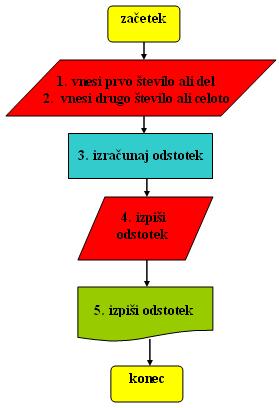 začetek
1. vnesi prvo število ali del
2. vnesi drugo število ali celoto
3. izračunaj odstotek
4. izpiši
odstotek
5. izpiši odstotek
konec